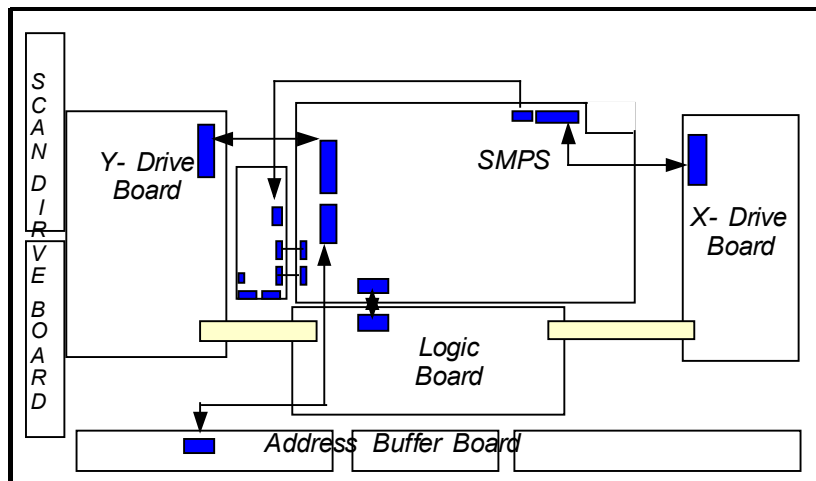 SCAN DIRVE BOARD
Y- Drive
Board
SMPS
X- Drive
Board
Logic
Board
Address Buffer Board